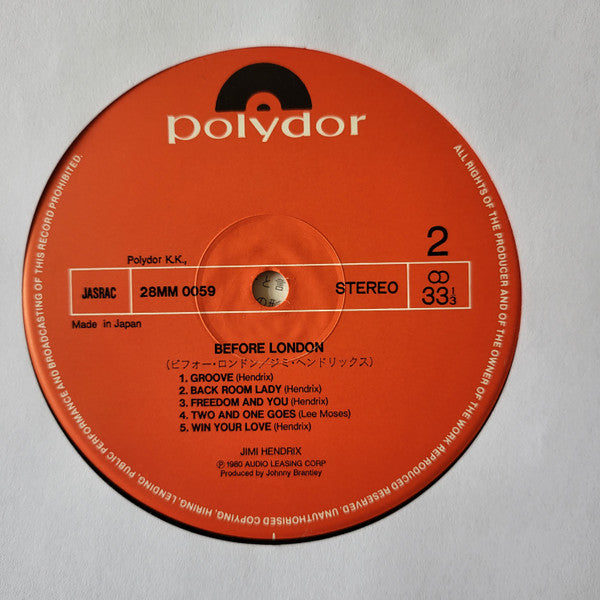 polydor
2
Polydor K.K.,
JASRAC
28MM 0059
STEREO
33 1/3
Made in Japan
BEFORE LONDON
(ビフォー・ロンドン/ジミ・ヘンドリックス)
1. GROOVE (Hendrix)
2. BACK ROOM LADY (Hendrix)
3. FREEDOM AND YOU (Hendrix)
4. TWO AND ONE GOES (Lee Moses)
5. WIN YOUR LOVE (Hendrix)
JIMI HENDRIX
Ⓟ 1980 AUDIO LEASING CORP
Produced by Johnny Brantley
ALL RIGHTS OF THE PRODUCER AND OF THE OWNER OF THE WORK REPRODUCED RESERVED. UNAUTHORISED COPYING, HIRING, LENDING, PUBLIC PERFORMANCE AND BROADCASTING OF THIS RECORD PROHIBITED.